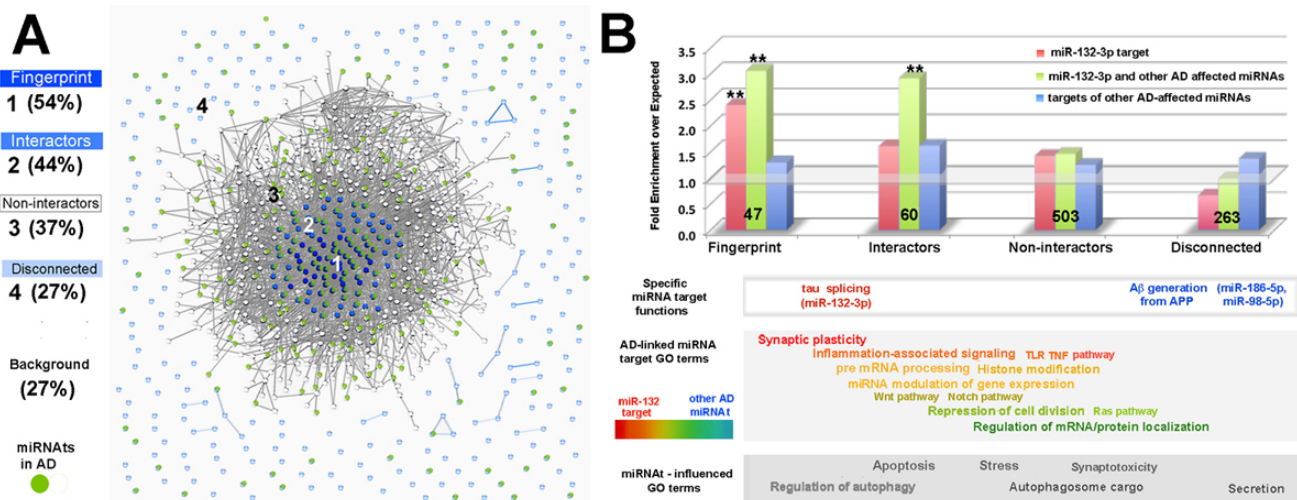 A
Fingerprint
1 (54%)
Interactors
2 (44%)
Non-interactors
3 (37%)
Disconnected
4 (27%)
Background
(27%)
miRNAts
in AD
4
3
2
1
B
Fold Enrichment over Expected
3.5
3.0
2.5
2.0
1.5
1.0
0.5
0.0
miR-132-3p target
miR-132-3p and other AD affected miRNAs
targets of other AD-affected miRNAs
** **
**
47
60
503
263
Fingerprint
Interactors
Non-interactors
Disconnected
Specific
miRNA target
functions
tau splicing
(miR-132-3p)
Aβ generation
from APP
(miR-186-5p,
miR-98-5p)
AD-linked miRNA
target GO terms
miR-132
target
other AD
miRNAt
Synaptic plasticity
Inflammation-associated signaling TLR TNF pathway
pre mRNA processing Histone modification
miRNA modulation of gene expression
Wnt pathway Notch pathway
Repression of cell division Ras pathway
Regulation of mRNA/protein localization
miRNAt - influenced
GO terms
Apoptosis Stress Synaptotoxicity
Regulation of autophagy Autophagosome cargo Secretion